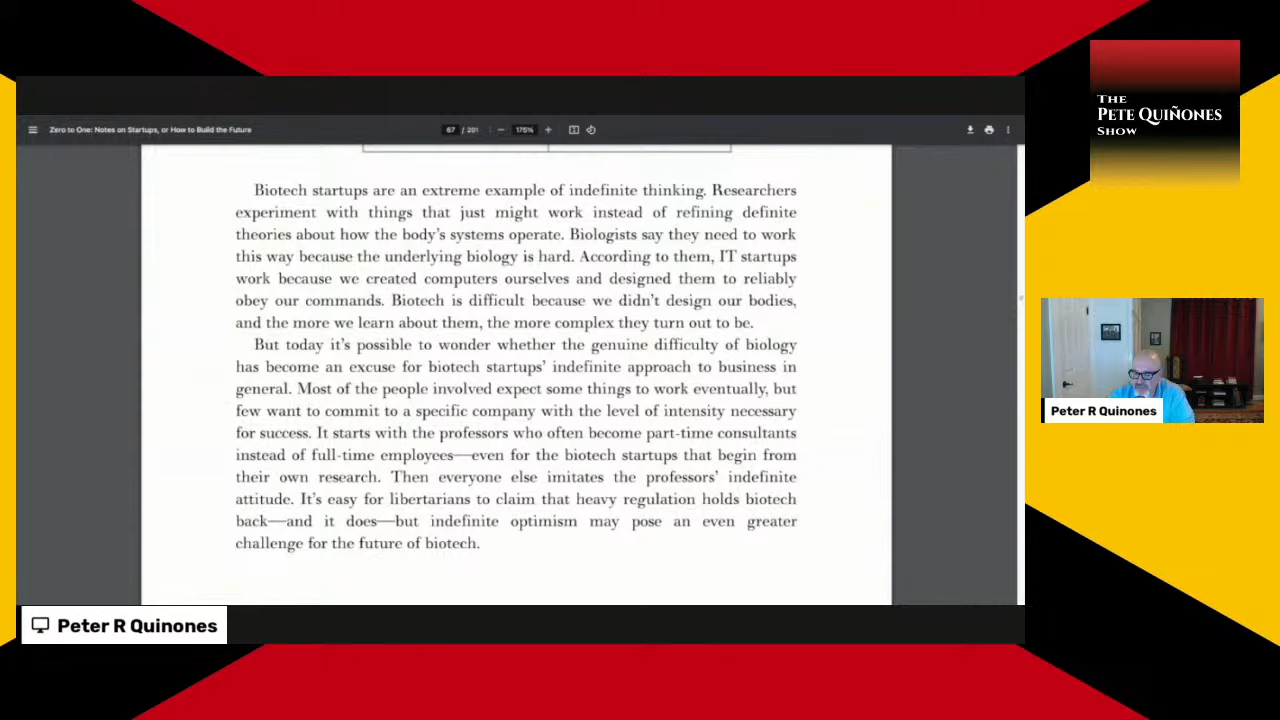 THE
PETE QUIÑONES
SHOW
Zero to One: Notes on Startups, or How to Build the Future
67 / 201
175%
Biotech startups are an extreme example of indefinite thinking. Researchers
experiment with things that just might work instead of refining definite
theories about how the body's systems operate. Biologists say they need to work
this way because the underlying biology is hard. According to them, IT startups
work because we created computers ourselves and designed them to reliably
obey our commands. Biotech is difficult because we didn't design our bodies,
and the more we learn about them, the more complex they turn out to be.
But today it's possible to wonder whether the genuine difficulty of biology
has become an excuse for biotech startups' indefinite approach to business in
general. Most of the people involved expect some things to work eventually, but
few want to commit to a specific company with the level of intensity necessary
for success. It starts with the professors who often become part-time consultants
instead of full-time employees—even for the biotech startups that begin from
their own research. Then everyone else imitates the professors' indefinite
attitude. It's easy for libertarians to claim that heavy regulation holds biotech
back—and it does—but indefinite optimism may pose an even greater
challenge for the future of biotech.
Peter R Quinones
Peter R Quinones